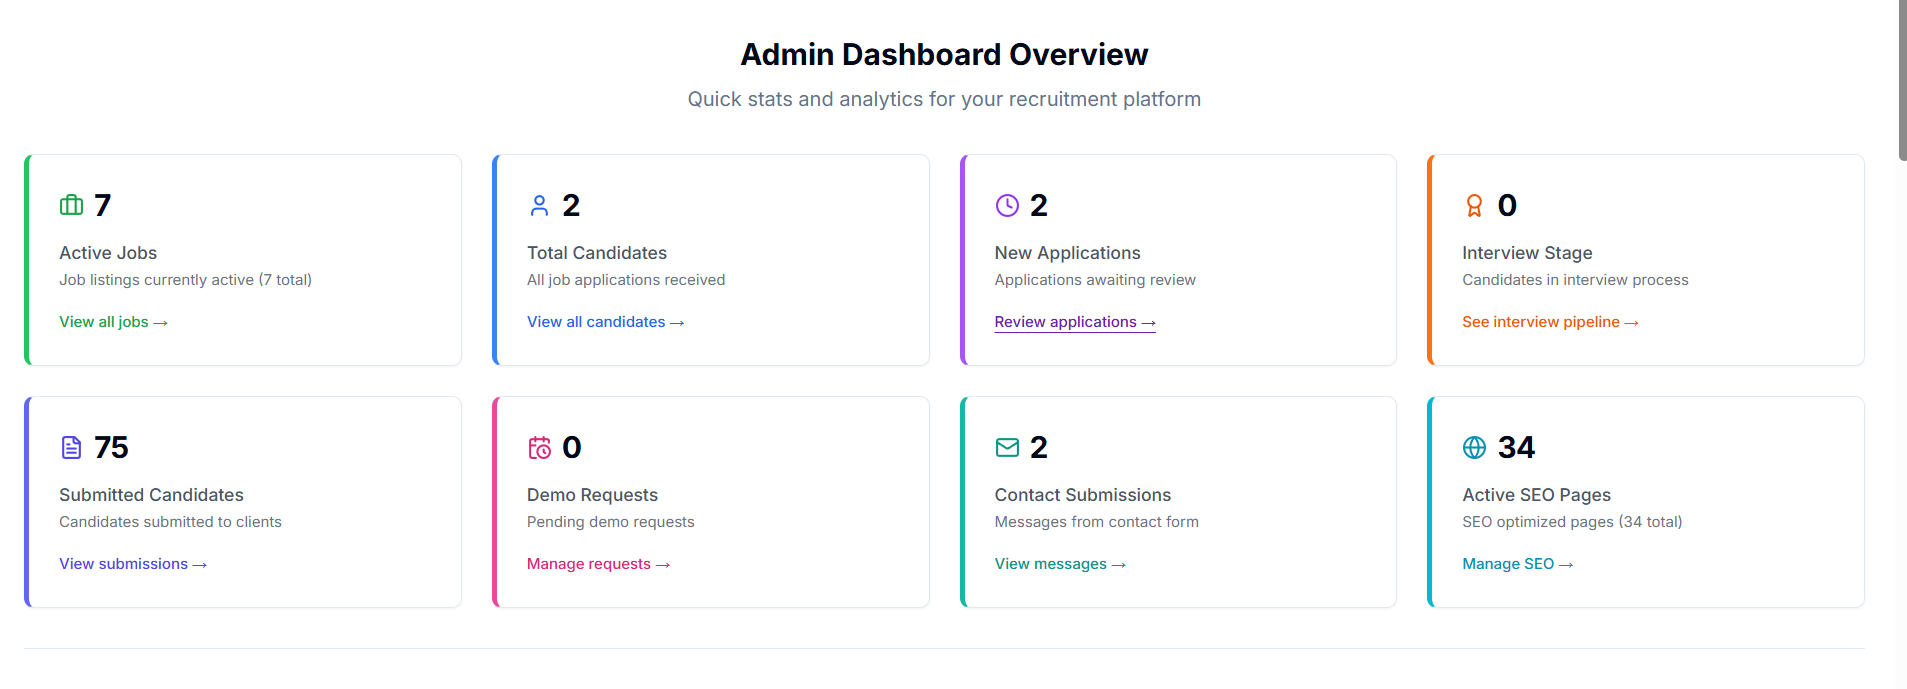 Admin Dashboard Overview
Quick stats and analytics for your recruitment platform
7
Active Jobs
Job listings currently active (7 total)
View all jobs →
2
Total Candidates
All job applications received
View all candidates →
2
New Applications
Applications awaiting review
Review applications →
0
Interview Stage
Candidates in interview process
See interview pipeline →
75
Submitted Candidates
Candidates submitted to clients
View submissions →
0
Demo Requests
Pending demo requests
Manage requests →
2
Contact Submissions
Messages from contact form
View messages →
34
Active SEO Pages
SEO optimized pages (34 total)
Manage SEO →